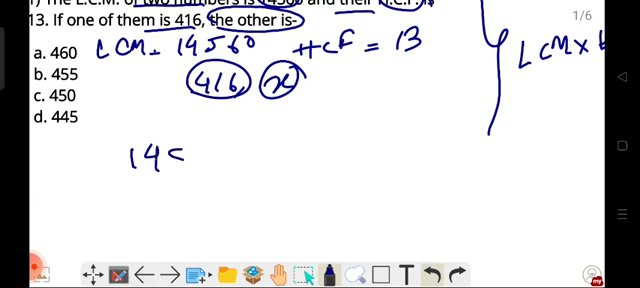 ) The L.C.M. of two numbers is 14560 and their H.C.F. is
13. If one of them is 416, the other is-
a. 460
b. 455
c. 450
d. 445
LCM = 14560 HCF = 13
416 x
LCM x
145
1/6
T
my